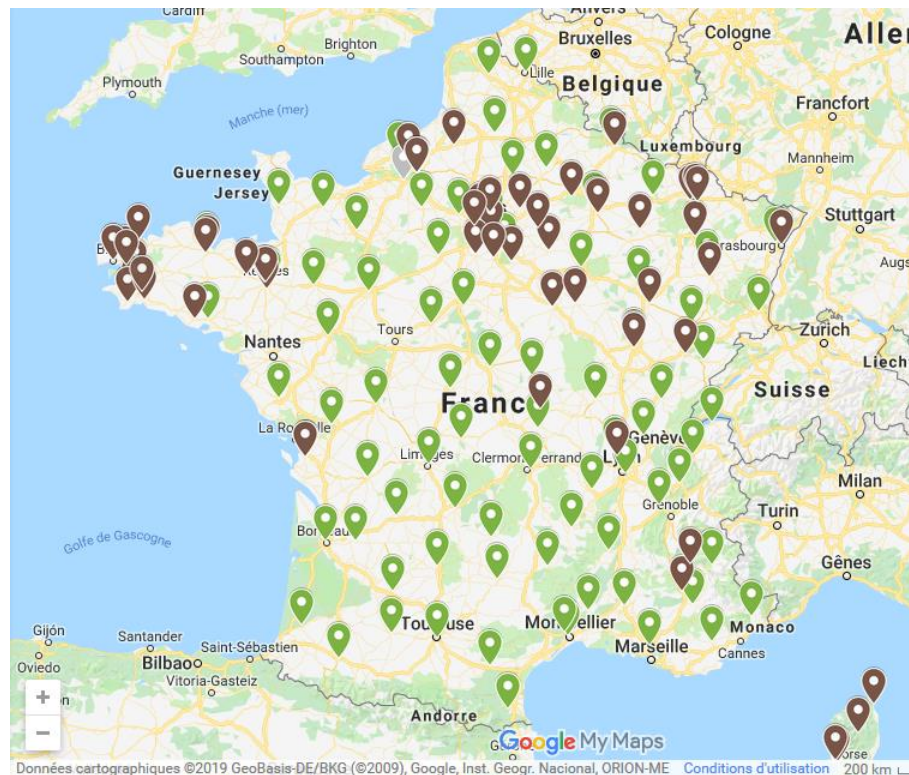 Cardiff
Anvers
Southampton
Brighton
Bruxelles
Cologne
Aller
Plymouth
Lille
Belgique
Francfort
Manche (mer)
Luxembourg
Mannheim
Guernesey
Jersey
Stuttgart
Strasbourg
Augs
Nantes
Tours
Zurich
Liech
Suisse
France
La Rochelle
Genève
Limoges
Clermont-Ferrand
Lyon
Milan
Grenoble
Turin
Golfe de Gascogne
Bordeaux
Gênes
Gijón
Santander
Saint-Sébastien
Toulouse
Montpellier
Monaco
Oviedo
Bilbao
Marseille
Cannes
Vitoria-Gasteiz
+
Andorre
−
Google My Maps
Corse
Données cartographiques ©2019 GeoBasis-DE/BKG (©2009), Google, Inst. Geogr. Nacional, ORION-ME Conditions d'utilisation 200 km